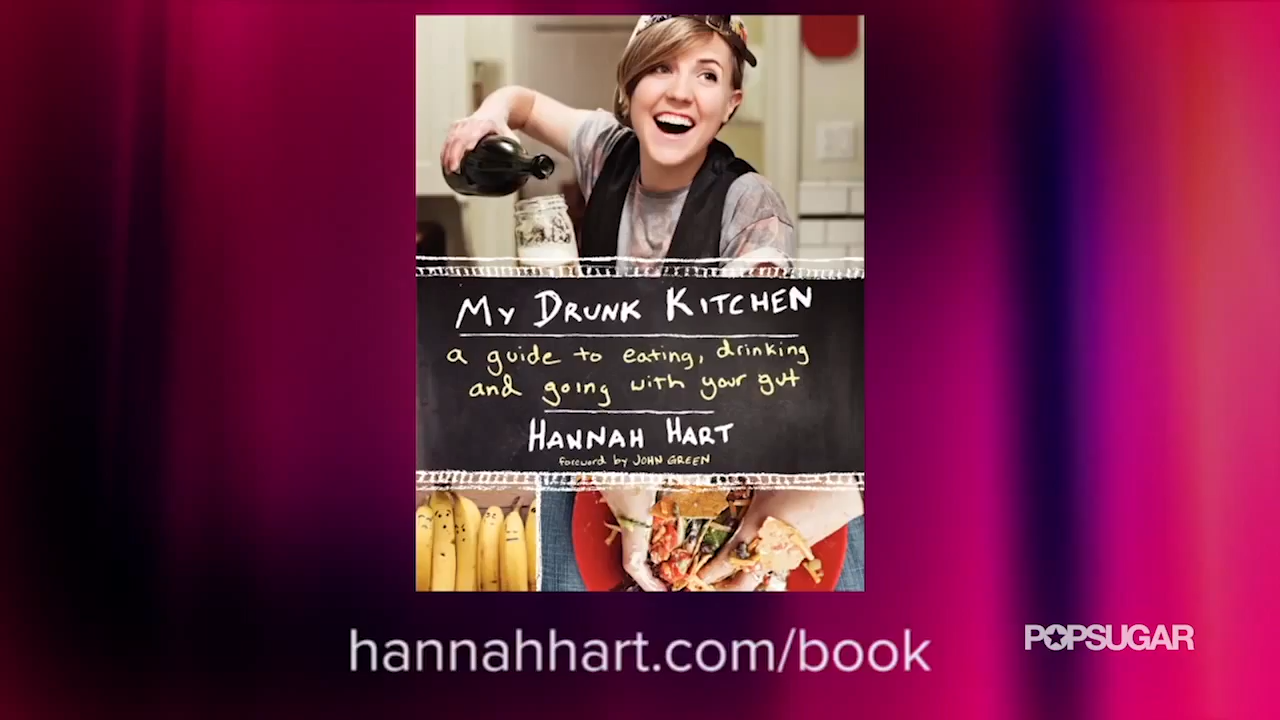 MY DRUNK KITCHEN
a guide to eating, drinking
and going with your gut
HANNAH HART
foreword by JOHN GREEN
hannahhart.com/book
POPSUGAR